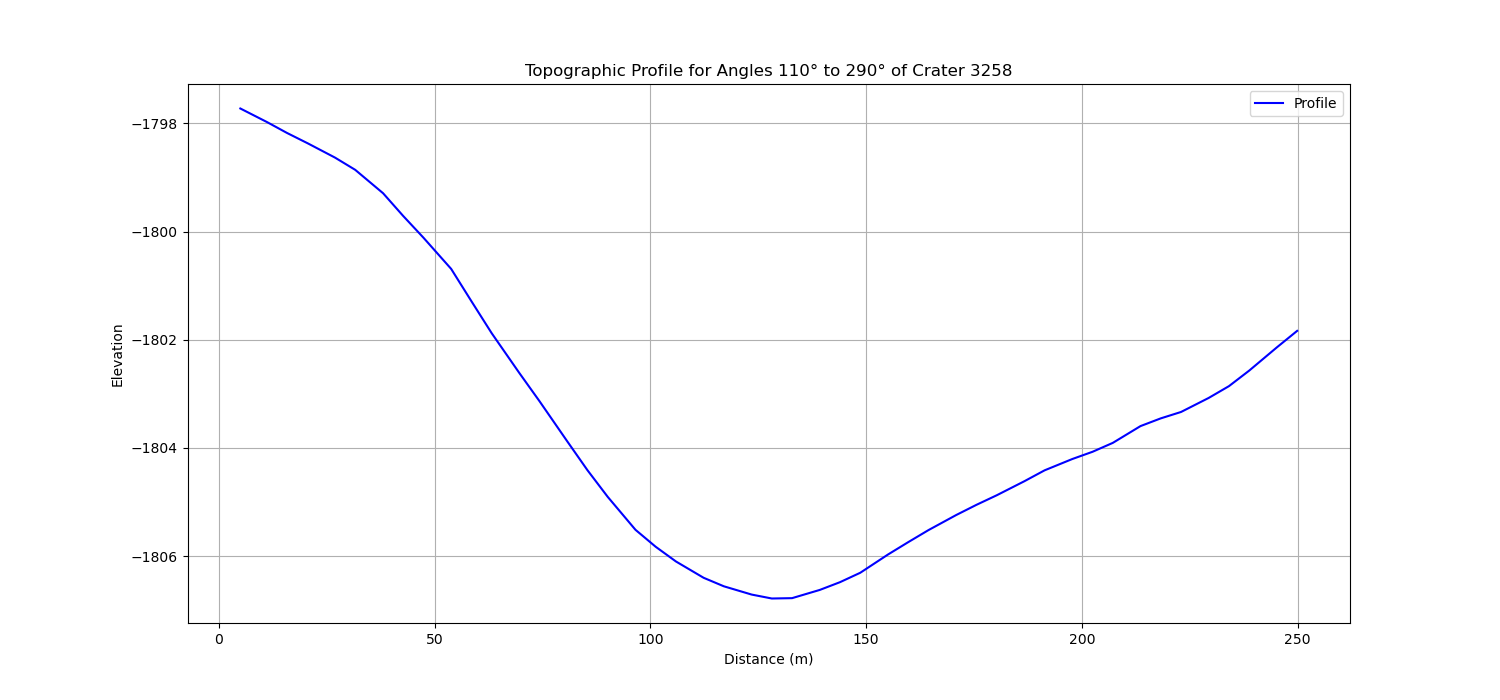 Topographic Profile for Angles 110° to 290° of Crater 3258
Profile
−1798
−1800
−1802
−1804
−1806
Elevation
0 50 100 150 200 250
Distance (m)